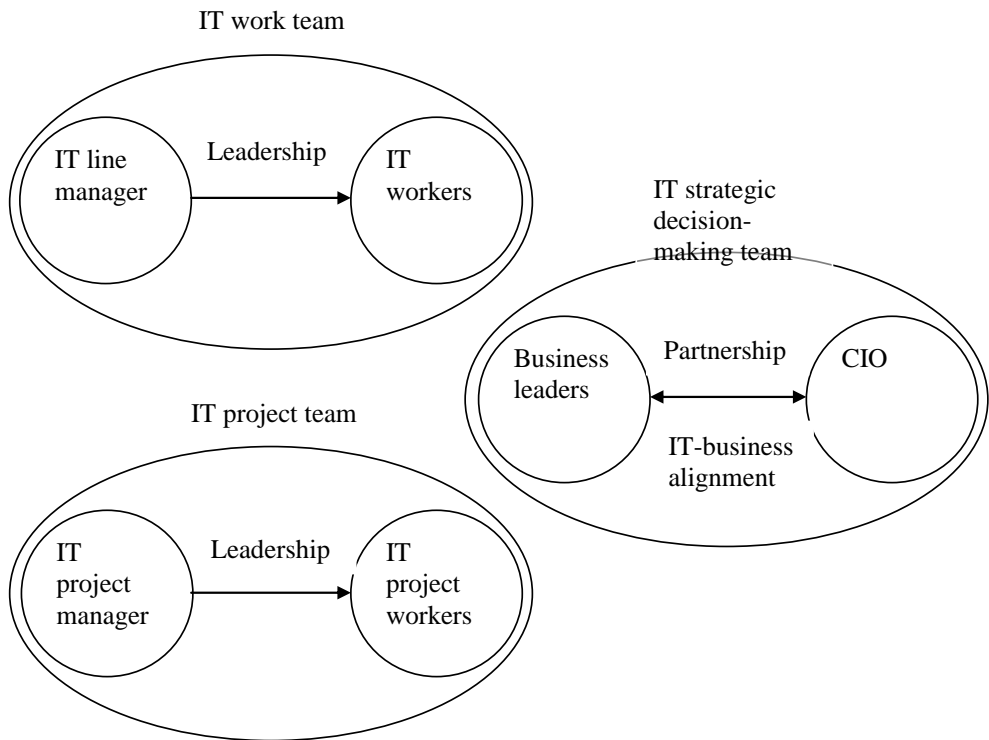 IT work team
IT line
manager
Leadership
IT
workers
IT strategic
decision-
making team
Business
leaders
Partnership
CIO
IT-business
alignment
IT project team
IT
project
manager
Leadership
IT
project
workers